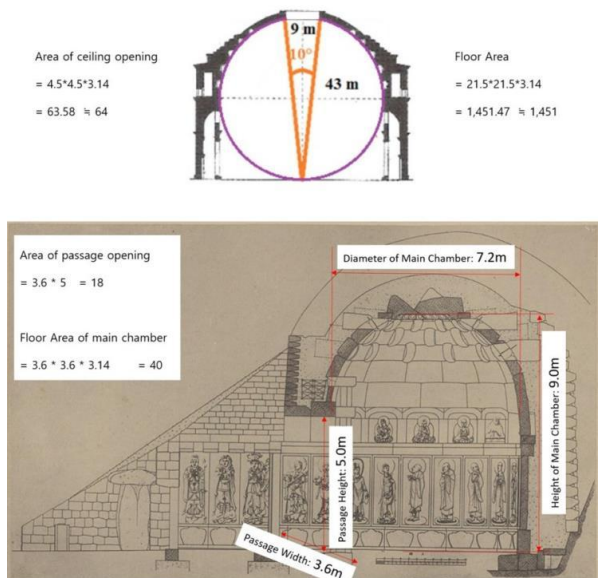 9 m
10°
43 m
Area of ceiling opening
= 4.5*4.5*3.14
= 63.58 ≒ 64
Floor Area
= 21.5*21.5*3.14
= 1,451.47 ≒ 1,451
Area of passage opening
= 3.6 * 5 = 18
Floor Area of main chamber
= 3.6 * 3.6 * 3.14 = 40
Diameter of Main Chamber: 7.2m
Height of Main Chamber: 9.0m
Passage Height: 5.0m
Passage Width: 3.6m